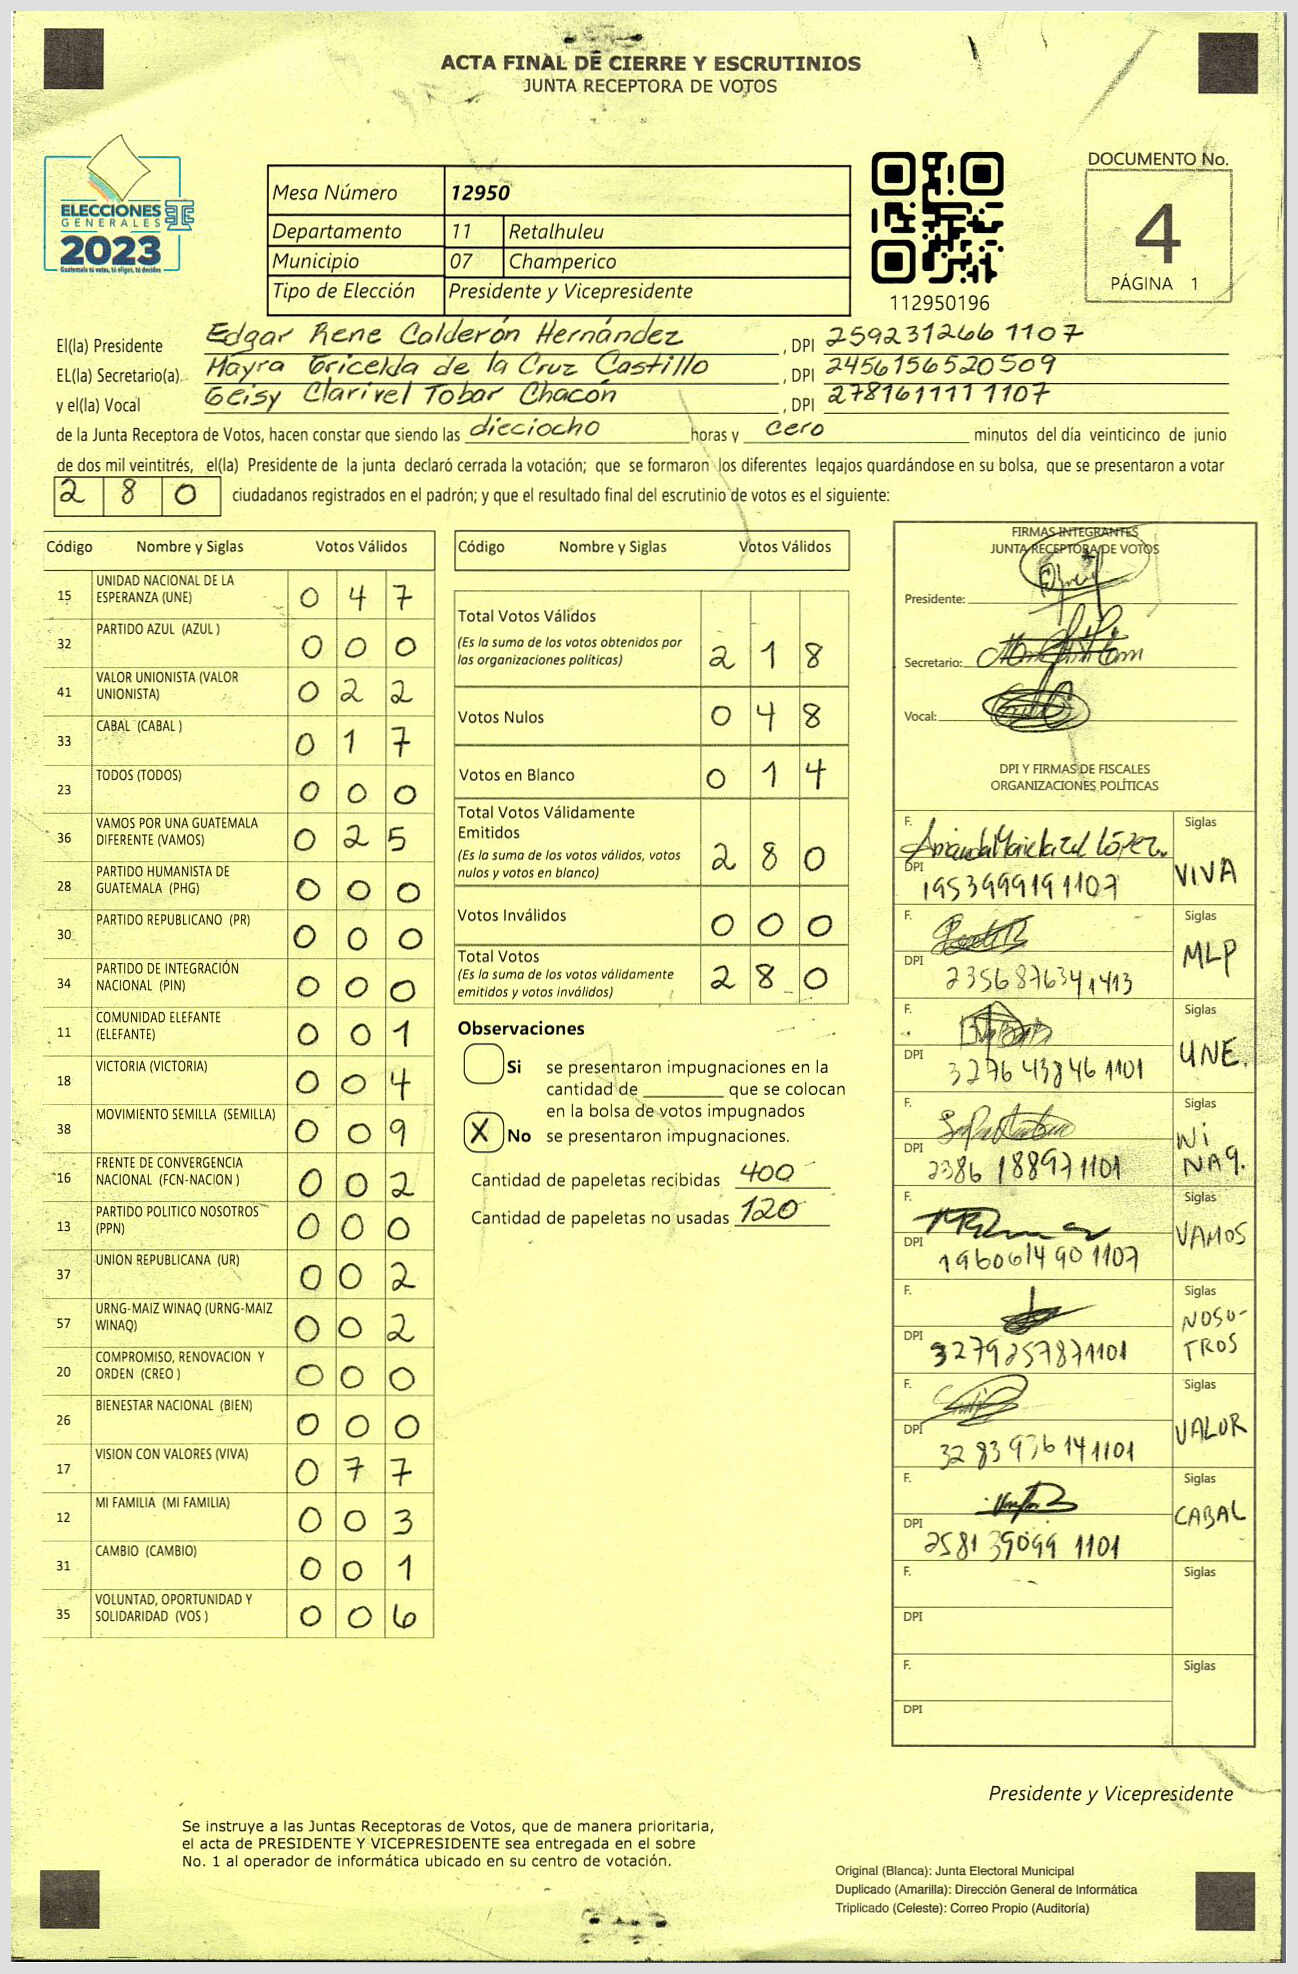 ACTA FINAL DE CIERRE Y ESCRUTINIOS
JUNTA RECEPTORA DE VOTOS
ELECCIONES
GENERALES
2023
Guatemala tú votas, tú eliges, tú decides
Mesa Número 12950
Departamento 11 Retalhuleu
Municipio 07 Champerico
Tipo de Elección Presidente y Vicepresidente
112950196
DOCUMENTO No.
4
PÁGINA 1
El(la) Presidente Edgar Rene Calderón Hernández, DPI 2592312661107
EL(la) Secretario(a) Mayra Gricelda de la Cruz Castillo, DPI 2456156520509
y el(la) Vocal Geisy Clarivel Tobar Chacón, DPI 2781611111107
de la Junta Receptora de Votos, hacen constar que siendo las dieciocho horas y cero minutos del día veinticinco de junio
de dos mil veintitrés, el(la) Presidente de la junta declaró cerrada la votación; que se formaron los diferentes legajos guardándose en su bolsa, que se presentaron a votar
280 ciudadanos registrados en el padrón; y que el resultado final del escrutinio de votos es el siguiente:
Código Nombre y Siglas Votos Válidos
15 UNIDAD NACIONAL DE LA ESPERANZA (UNE) 0 4 7
32 PARTIDO AZUL (AZUL ) 0 0 0
41 VALOR UNIONISTA (VALOR UNIONISTA) 0 2 2
33 CABAL (CABAL ) 0 1 7
23 TODOS (TODOS) 0 0 0
36 VAMOS POR UNA GUATEMALA DIFERENTE (VAMOS) 0 2 5
28 PARTIDO HUMANISTA DE GUATEMALA (PHG) 0 0 0
30 PARTIDO REPUBLICANO (PR) 0 0 0
34 PARTIDO DE INTEGRACIÓN NACIONAL (PIN) 0 0 0
11 COMUNIDAD ELEFANTE (ELEFANTE) 0 0 1
18 VICTORIA (VICTORIA) 0 0 4
38 MOVIMIENTO SEMILLA (SEMILLA) 0 0 9
16 FRENTE DE CONVERGENCIA NACIONAL (FCN-NACION ) 0 0 2
13 PARTIDO POLITICO NOSOTROS (PPN) 0 0 0
37 UNION REPUBLICANA (UR) 0 0 2
57 URNG-MAIZ WINAQ (URNG-MAIZ WINAQ) 0 0 2
20 COMPROMISO, RENOVACION Y ORDEN (CREO ) 0 0 0
26 BIENESTAR NACIONAL (BIEN) 0 0 0
17 VISION CON VALORES (VIVA) 0 7 7
12 MI FAMILIA (MI FAMILIA) 0 0 3
31 CAMBIO (CAMBIO) 0 0 1
35 VOLUNTAD, OPORTUNIDAD Y SOLIDARIDAD (VOS ) 0 0 6
Código Nombre y Siglas Votos Válidos
Total Votos Válidos
(Es la suma de los votos obtenidos por
las organizaciones políticas) 2 1 8
Votos Nulos 0 4 8
Votos en Blanco 0 1 4
Total Votos Válidamente
Emitidos
(Es la suma de los votos válidos, votos
nulos y votos en blanco) 2 8 0
Votos Inválidos 0 0 0
Total Votos
(Es la suma de los votos válidamente
emitidos y votos inválidos) 2 8 0
Observaciones
Si se presentaron impugnaciones en la
cantidad de ________ que se colocan
en la bolsa de votos impugnados
X No se presentaron impugnaciones.
Cantidad de papeletas recibidas 400
Cantidad de papeletas no usadas 120
FIRMAS INTEGRANTES
JUNTA RECEPTORA DE VOTOS
Presidente:
Secretario:
Vocal:
DPI Y FIRMAS DE FISCALES
ORGANIZACIONES POLÍTICAS
F. Siglas
DPI 1953999191107 VIVA
F. Siglas
DPI 2356876341413 MLP
F. Siglas
DPI 3276438461101 UNE.
F. Siglas
DPI 2386188971101 WINAQ.
F. Siglas
DPI 1960614901107 VAMOS
F. Siglas
DPI 3279257871101 NOSO-
TROS
F. Siglas
DPI 3283936141101 VALOR
F. Siglas
DPI 2581390991101 CABAL
F. Siglas
DPI
F. Siglas
DPI
Presidente y Vicepresidente
Se instruye a las Juntas Receptoras de Votos, que de manera prioritaria,
el acta de PRESIDENTE Y VICEPRESIDENTE sea entregada en el sobre
No. 1 al operador de informática ubicado en su centro de votación.
Original (Blanca): Junta Electoral Municipal
Duplicado (Amarilla): Dirección General de Informática
Triplicado (Celeste): Correo Propio (Auditoría)